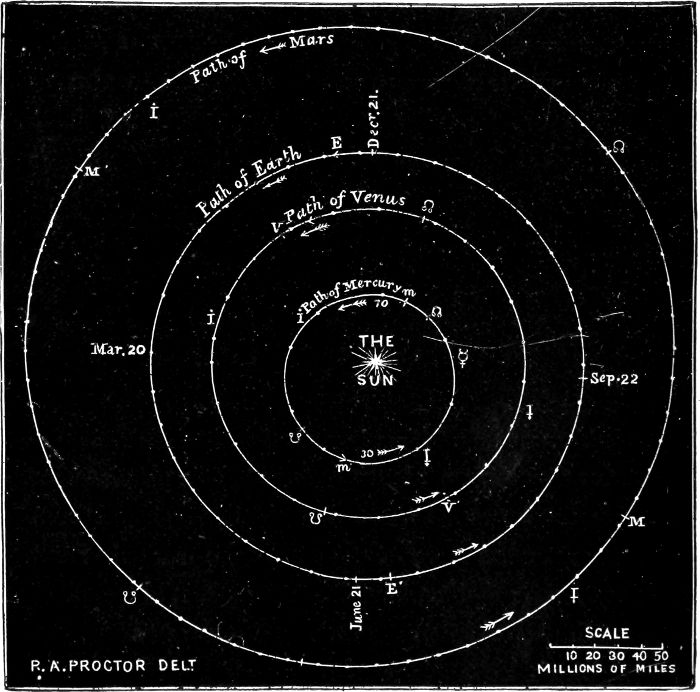 Path of Mars
İ
M
E
Decr. 21.
☊
Path of Earth
v Path of Venus
☊
İ
Path of Mercury m
70
☊
Mar. 20
THE
SUN
☿
Sep. 22
☋
30
m
☋
V
M
☋
June 21
E
P. A. PROCTOR DELT
SCALE
10 20 30 40 50
MILLIONS OF MILES